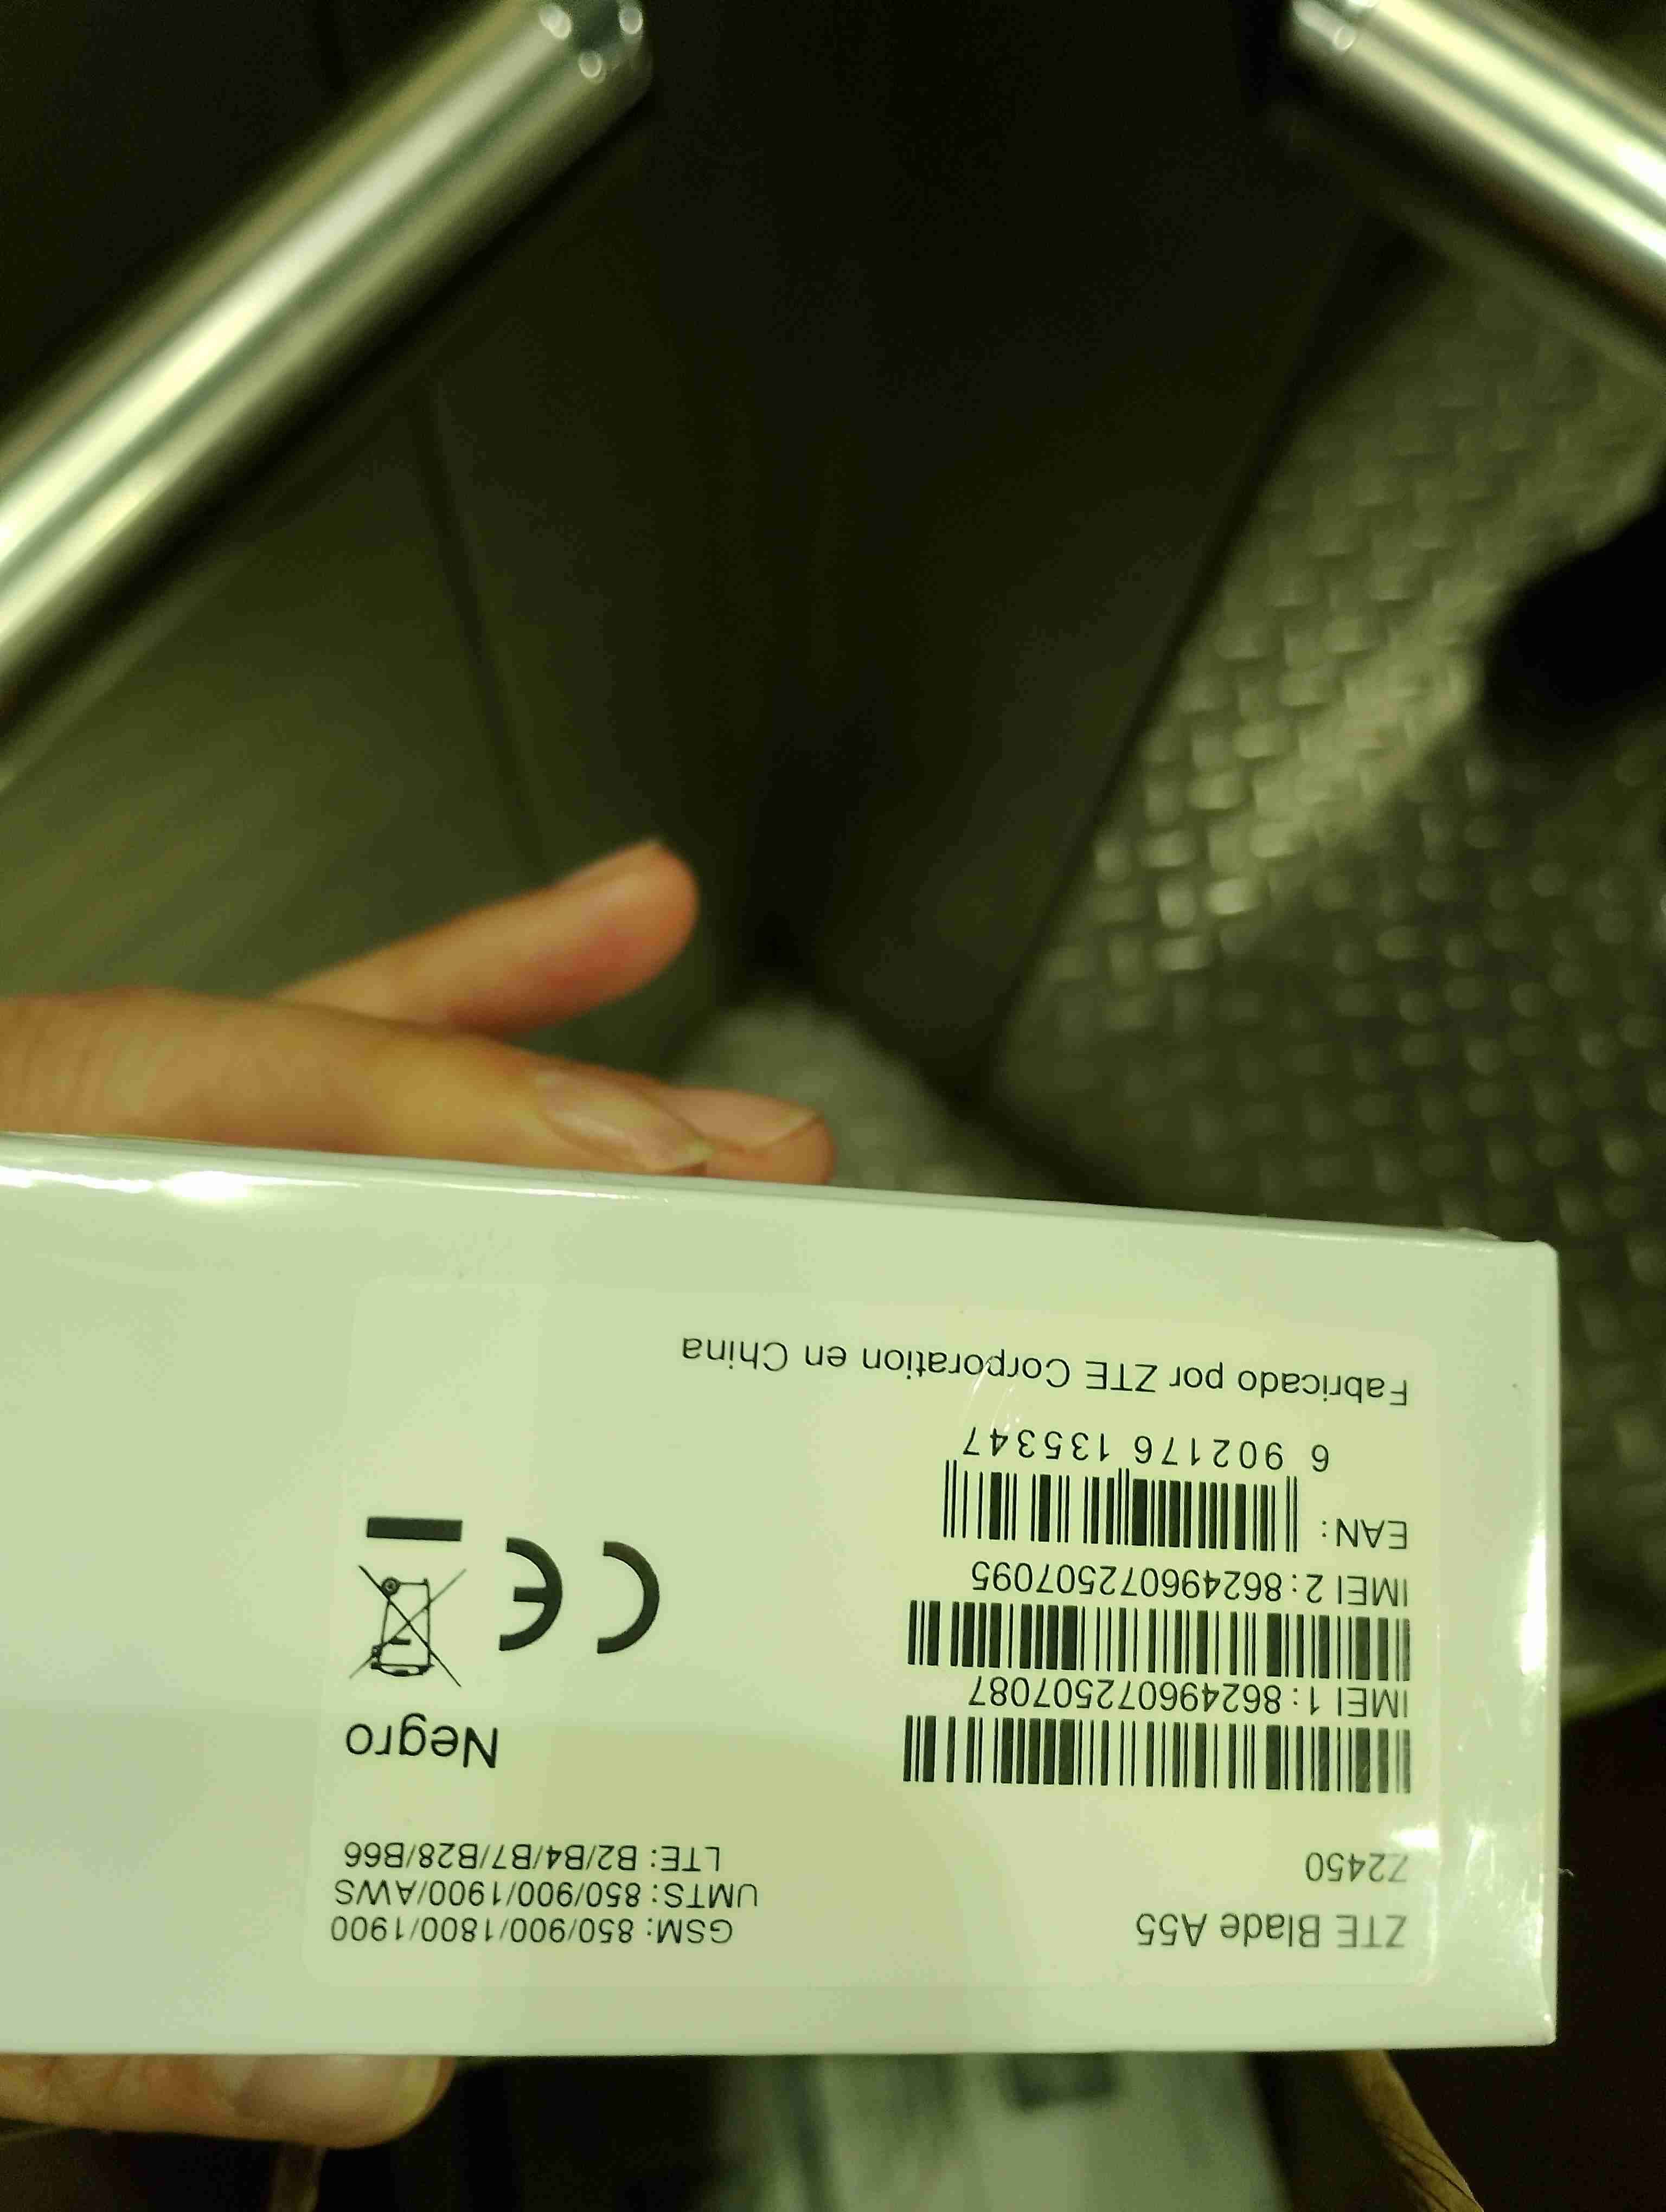 ZTE Blade A55
Z2450
GSM: 850/900/1800/1900
UMTS: 850/900/1900/AWS
LTE: B2/B4/B7/B28/B66
IMEI 1: 862496072507087
IMEI 2: 862496072507095
EAN:
6 902176 135347
Negro
CE
Fabricado por ZTE Corporation en China